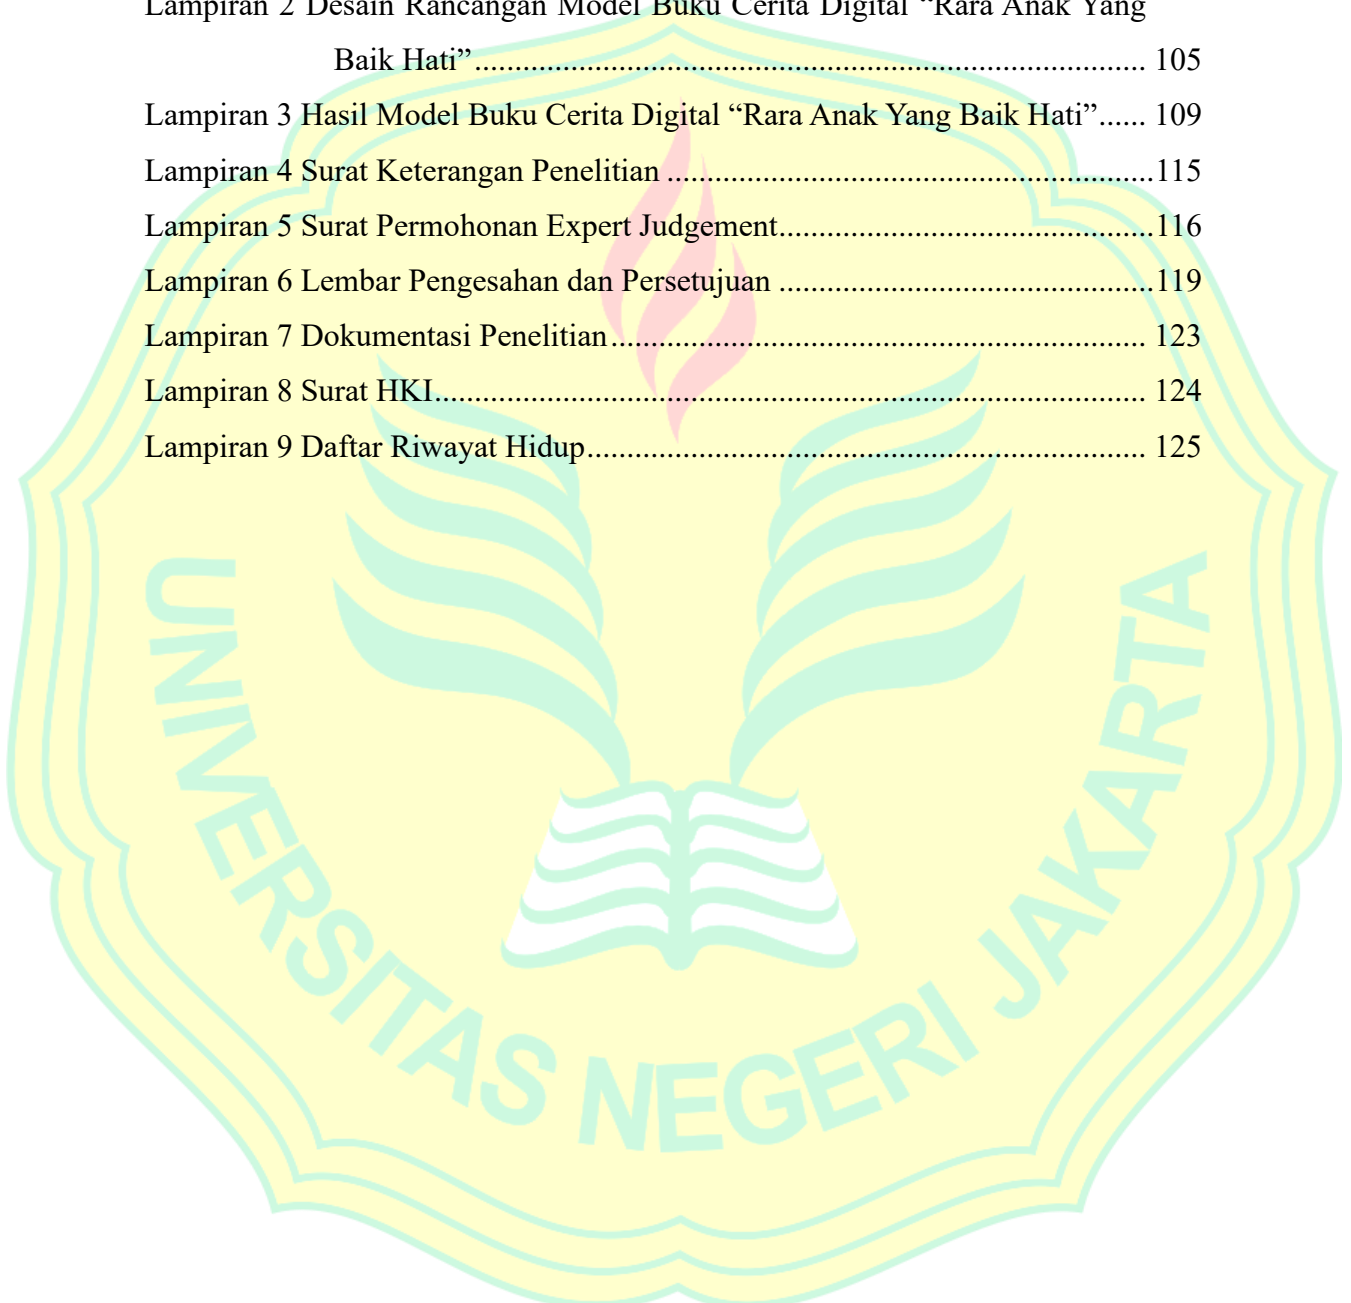 Lampiran 2 Desain Rancangan Model Buku Cerita Digital “Rara Anak Yang
Baik Hati”.................................................................................... 105
Lampiran 3 Hasil Model Buku Cerita Digital “Rara Anak Yang Baik Hati”...... 109
Lampiran 4 Surat Keterangan Penelitian .............................................................115
Lampiran 5 Surat Permohonan Expert Judgement...............................................116
Lampiran 6 Lembar Pengesahan dan Persetujuan ...............................................119
Lampiran 7 Dokumentasi Penelitian................................................................... 123
Lampiran 8 Surat HKI......................................................................................... 124
Lampiran 9 Daftar Riwayat Hidup...................................................................... 125
UNIVERSITAS NEGERI JAKARTA